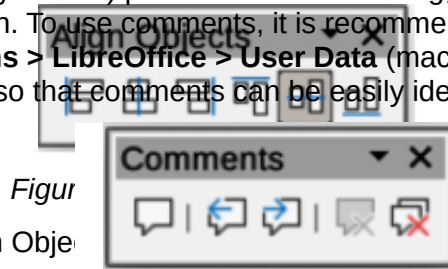 n. To use comments, it is recomme
Align Objects
ns > LibreOffice > User Data (mac
so that comments can be easily ide
Comments
Figur
n Obje